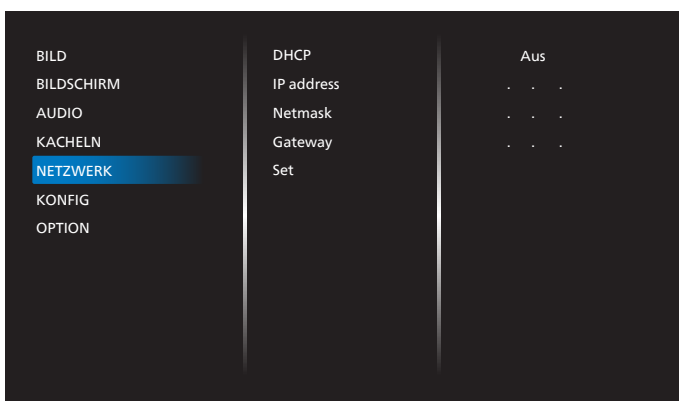 BILD
BILDSCHIRM
AUDIO
KACHELN
NETZWERK
KONFIG
OPTION
DHCP Aus
IP address . . .
Netmask . . .
Gateway . . .
Set